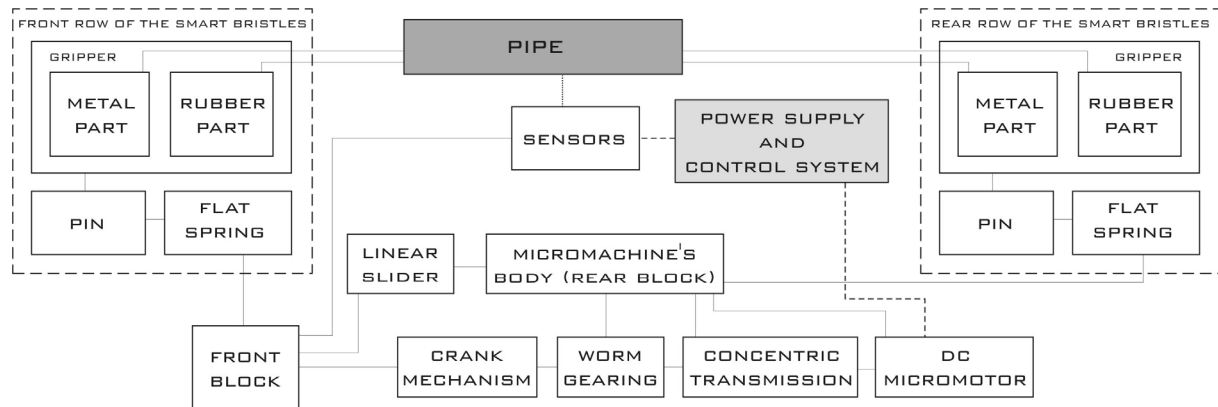 FRONT ROW OF THE SMART BRISTLES
GRIPPER
METAL
PART
RUBBER
PART
PIN
FLAT
SPRING
PIPE
SENSORS
POWER SUPPLY
AND
CONTROL SYSTEM
REAR ROW OF THE SMART BRISTLES
GRIPPER
METAL
PART
RUBBER
PART
PIN
FLAT
SPRING
LINEAR
SLIDER
MICROMACHINE'S
BODY (REAR BLOCK)
FRONT
BLOCK
CRANK
MECHANISM
WORM
GEARING
CONCENTRIC
TRANSMISSION
DC
MICROMOTOR